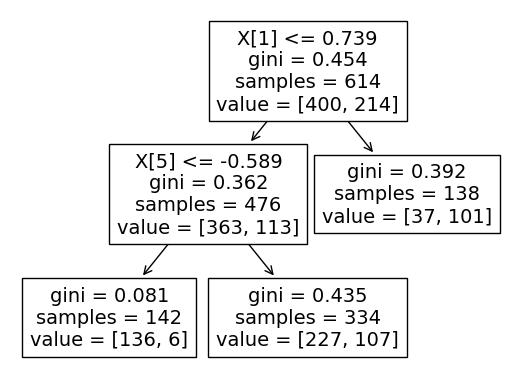 X[1] <= 0.739
gini = 0.454
samples = 614
value = [400, 214]
X[5] <= -0.589
gini = 0.362
samples = 476
value = [363, 113]
gini = 0.392
samples = 138
value = [37, 101]
gini = 0.081
samples = 142
value = [136, 6]
gini = 0.435
samples = 334
value = [227, 107]